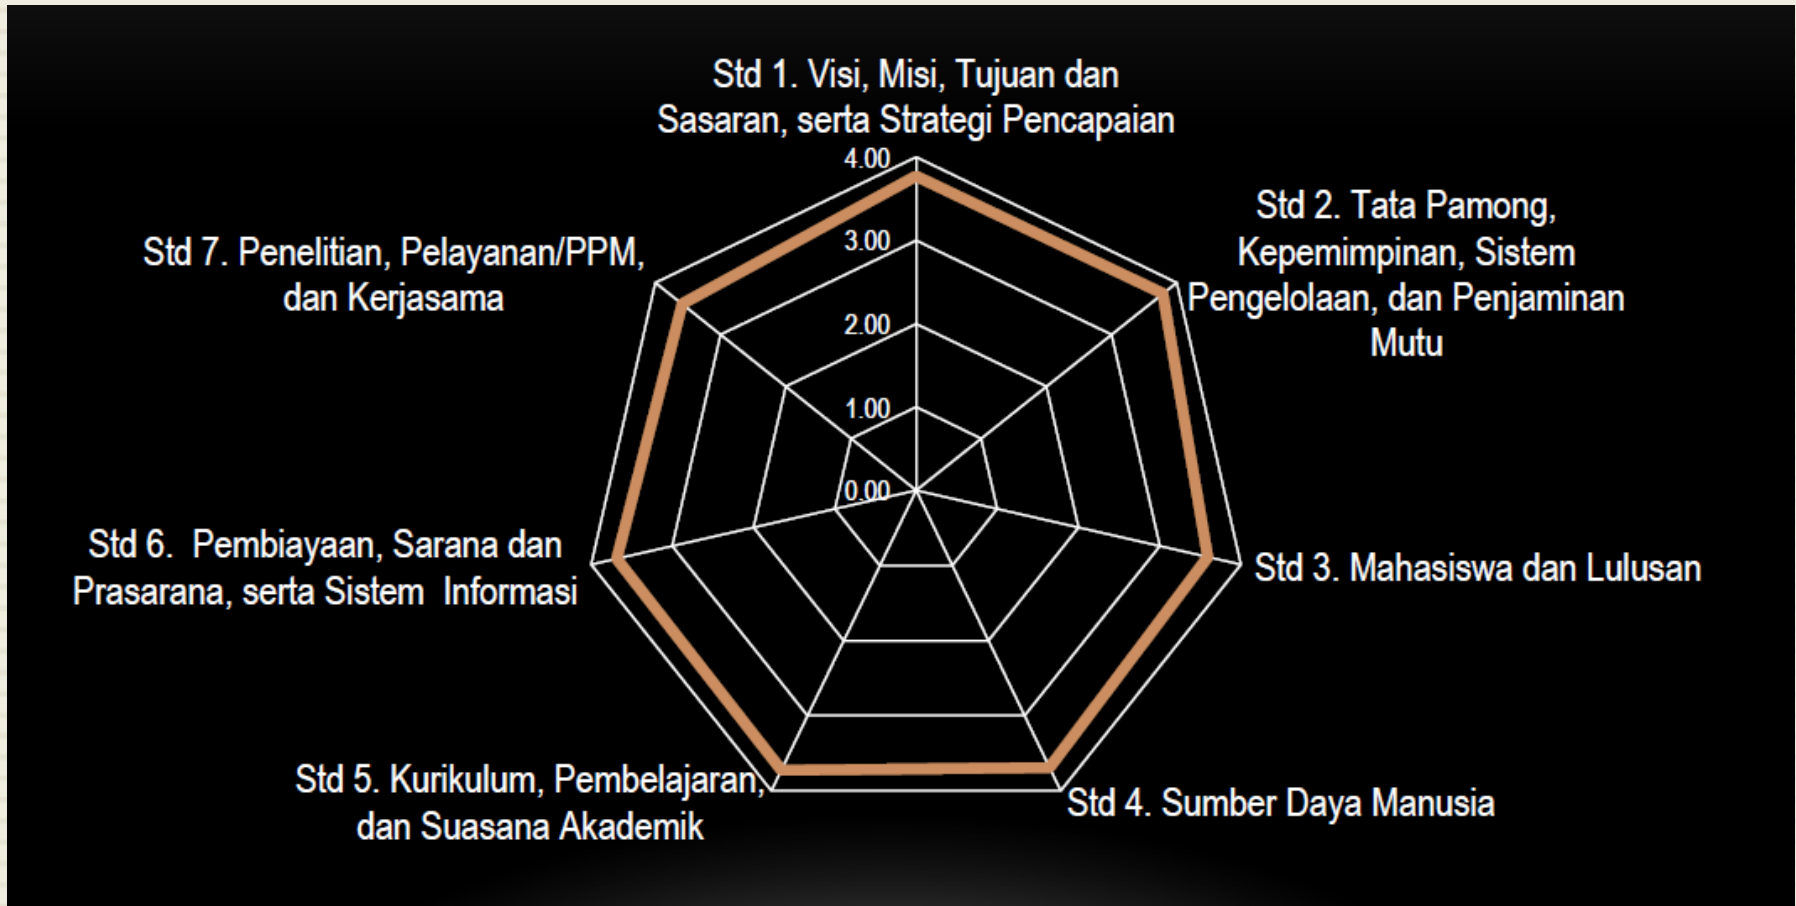 Std 1. Visi, Misi, Tujuan dan
Sasaran, serta Strategi Pencapaian
4.00
3.00
2.00
1.00
0.00
Std 2. Tata Pamong,
Kepemimpinan, Sistem
Pengelolaan, dan Penjaminan
Mutu
Std 3. Mahasiswa dan Lulusan
Std 4. Sumber Daya Manusia
Std 5. Kurikulum, Pembelajaran,
dan Suasana Akademik
Std 6.  Pembiayaan, Sarana dan
Prasarana, serta Sistem  Informasi
Std 7. Penelitian, Pelayanan/PPM,
dan Kerjasama